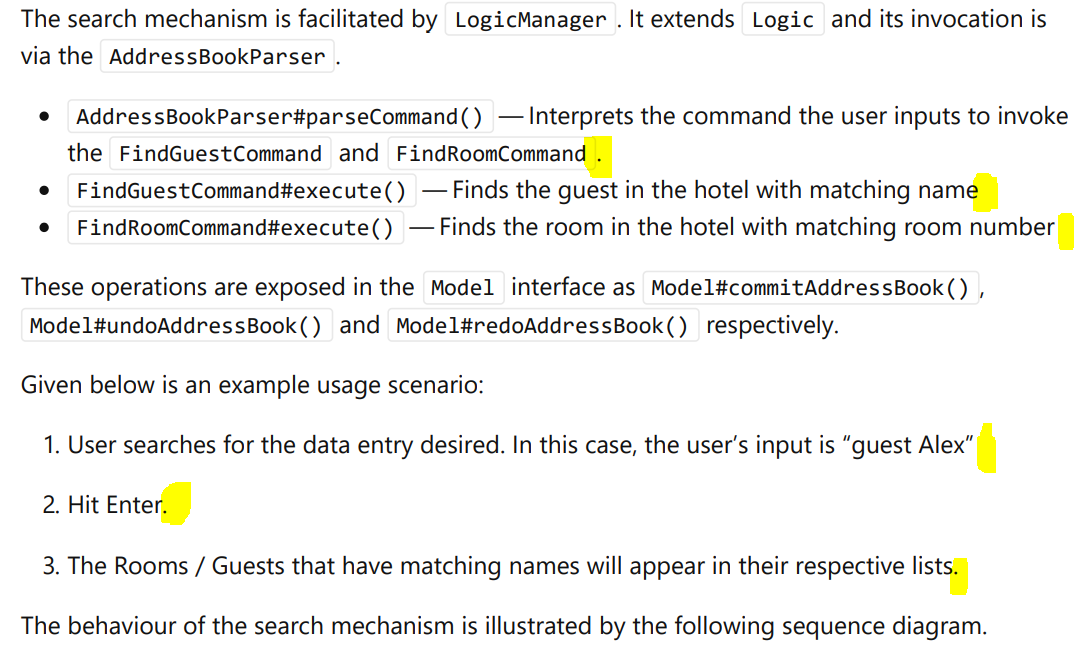 The search mechanism is facilitated by LogicManager. It extends Logic and its invocation is
via the AddressBookParser.
• AddressBookParser#parseCommand() — Interprets the command the user inputs to invoke
the FindGuestCommand and FindRoomCommand.
• FindGuestCommand#execute() — Finds the guest in the hotel with matching name
• FindRoomCommand#execute() — Finds the room in the hotel with matching room number
These operations are exposed in the Model interface as Model#commitAddressBook(),
Model#undoAddressBook() and Model#redoAddressBook() respectively.
Given below is an example usage scenario:
1. User searches for the data entry desired. In this case, the user’s input is “guest Alex”
2. Hit Enter.
3. The Rooms / Guests that have matching names will appear in their respective lists.
The behaviour of the search mechanism is illustrated by the following sequence diagram.